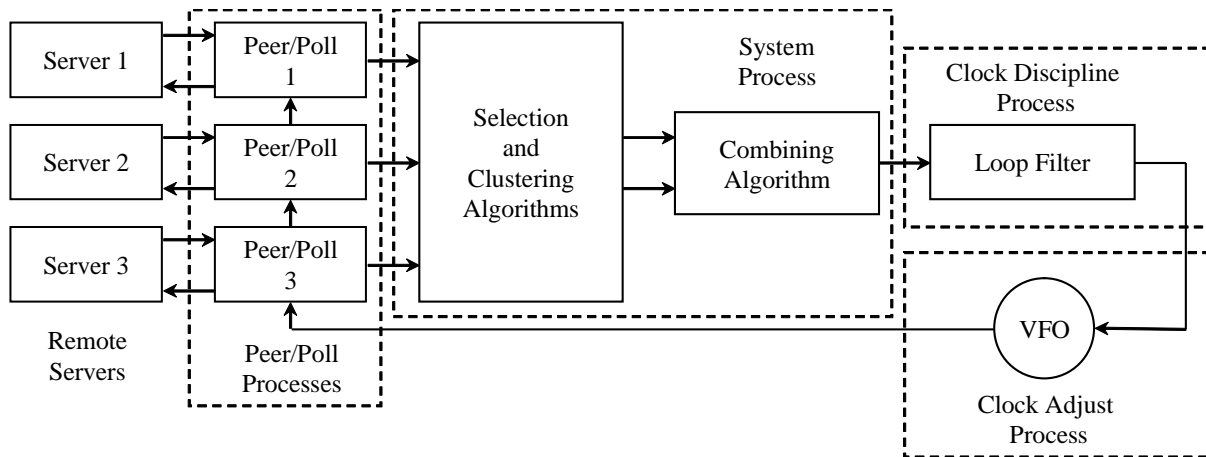 Server 1
Server 2
Server 3
Remote
Servers
Peer/Poll
1
Peer/Poll
2
Peer/Poll
3
Peer/Poll
Processes
Selection
and
Clustering
Algorithms
System
Process
Combining
Algorithm
Clock Discipline
Process
Loop Filter
VFO
Clock Adjust
Process